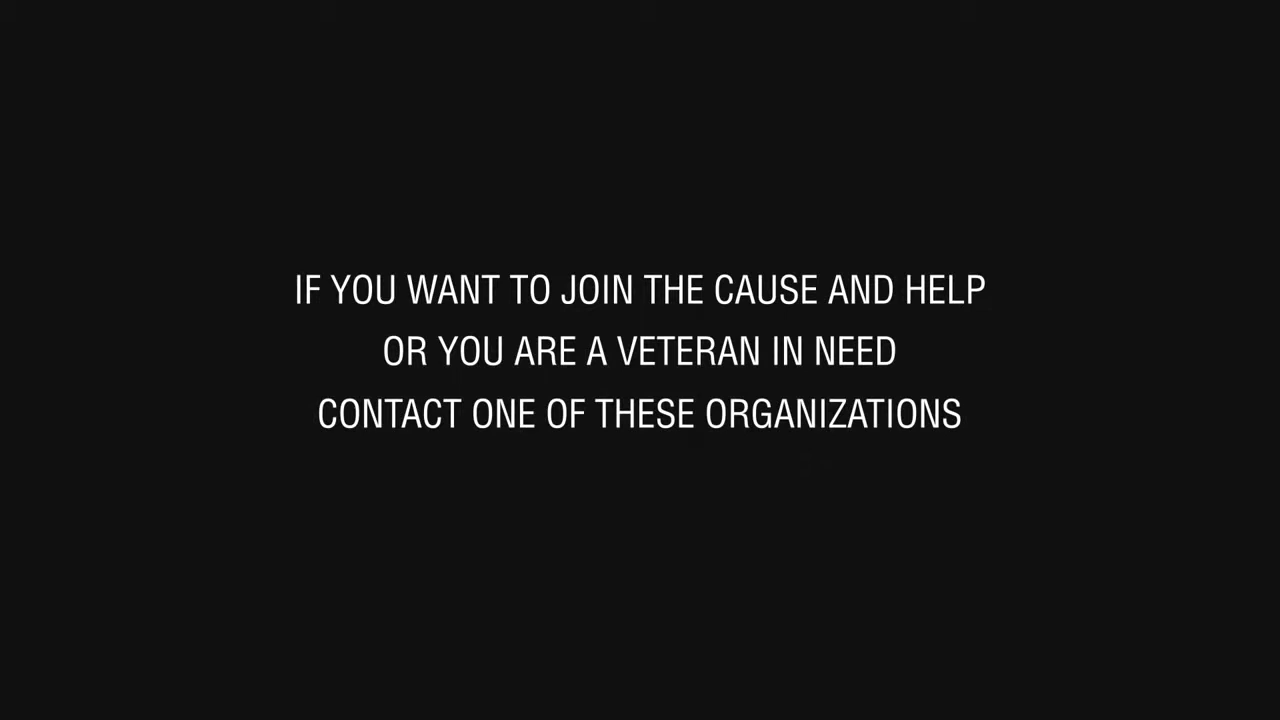 IF YOU WANT TO JOIN THE CAUSE AND HELP
OR YOU ARE A VETERAN IN NEED
CONTACT ONE OF THESE ORGANIZATIONS